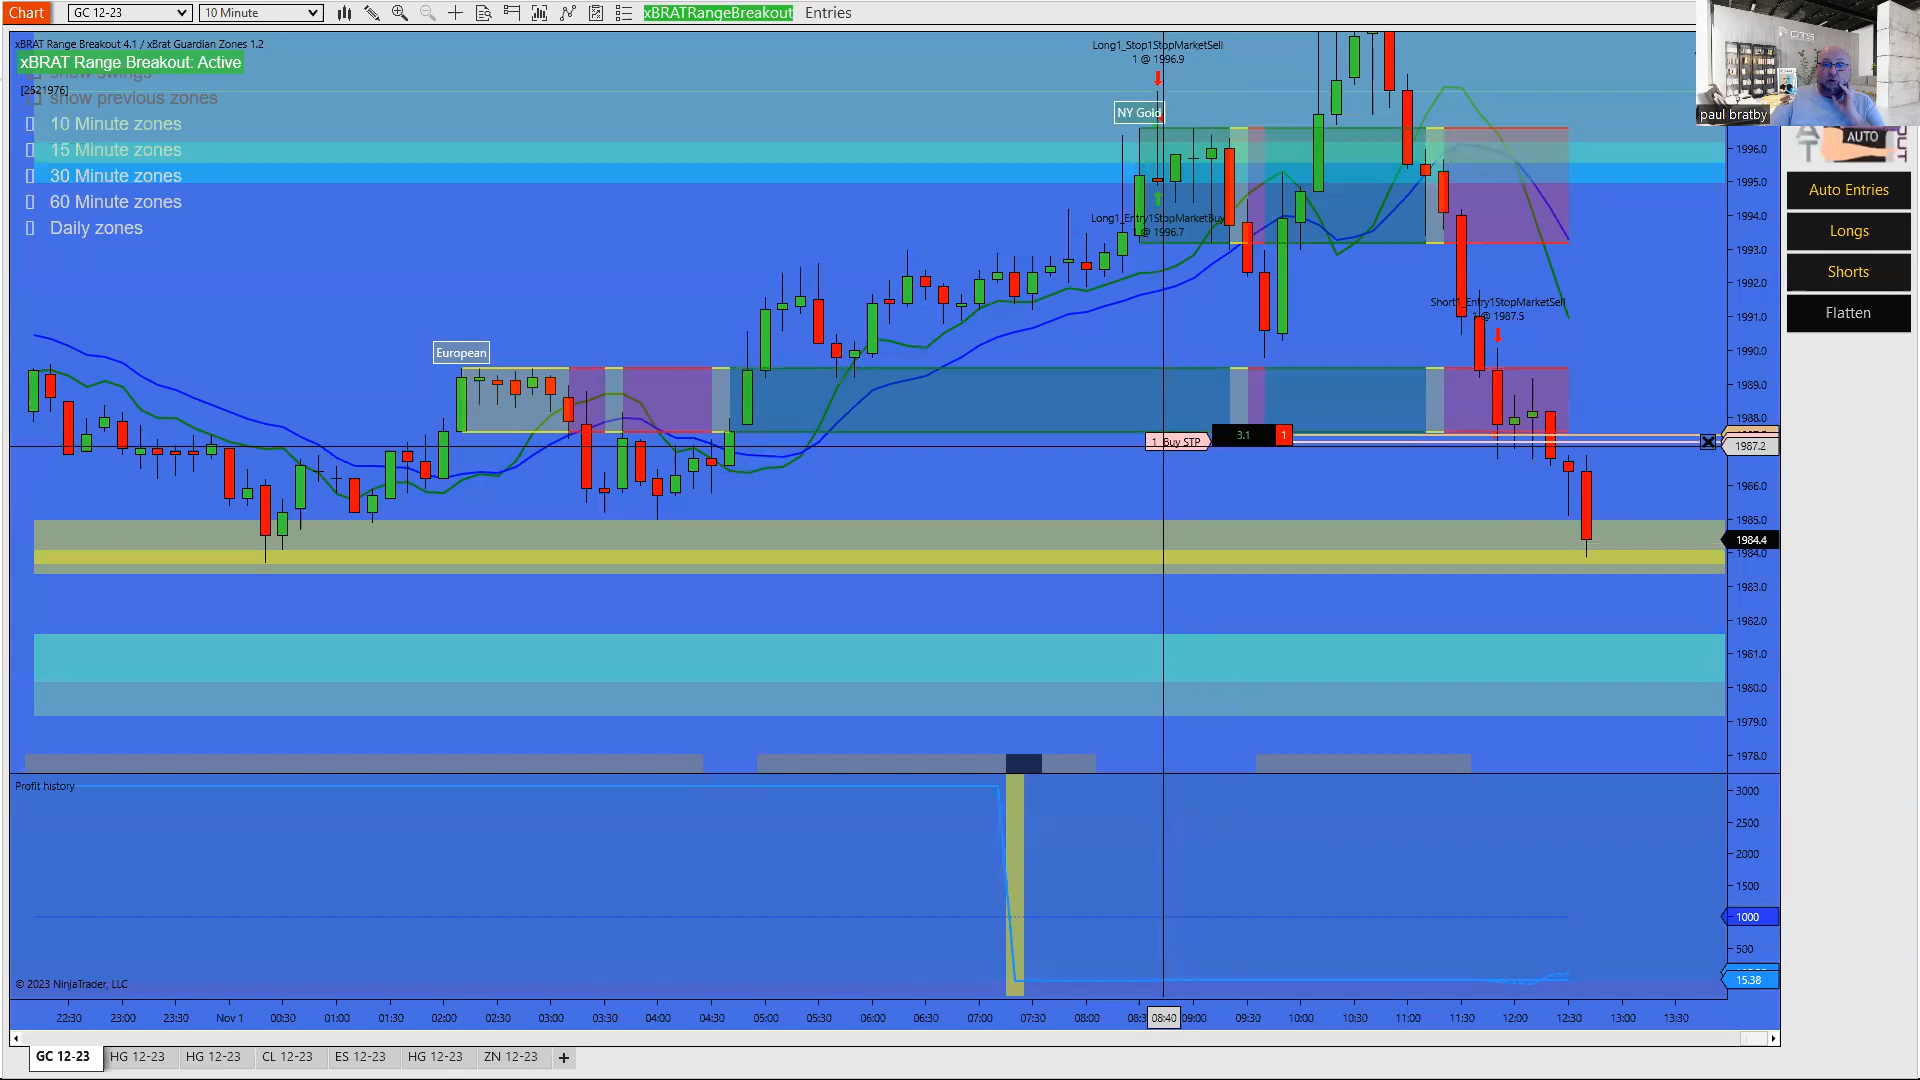 Chart
GC 12-23
10 Minute
xBRATRangeBreakout
Entries
xBRAT Range Breakout 4.1 / xBrat Guardian Zones 1.2
xBRAT Range Breakout: Active
show swings
[2521976]
show previous zones
10 Minute zones
15 Minute zones
30 Minute zones
60 Minute zones
Daily zones
Long1_Stop1StopMarketSell
1 @ 1996.9
NY Gold
Long1_Entry1StopMarketBuy
1 @ 1996.7
Short1_Entry1StopMarketSell
1 @ 1987.5
European
1 Buy STP
3.1
1
paul bratby
AUTO
Auto Entries
Longs
Shorts
Flatten
1996.0
1995.0
1994.0
1993.0
1992.0
1991.0
1990.0
1989.0
1988.0
1987.2
1986.0
1985.0
1984.4
1984.0
1983.0
1982.0
1981.0
1980.0
1979.0
1978.0
Profit history
3000
2500
2000
1500
1000
500
15.38
© 2023 NinjaTrader, LLC
22:30 23:00 23:30 Nov 1 00:30 01:00 01:30 02:00 02:30 03:00 03:30 04:00 04:30 05:00 05:30 06:00 06:30 07:00 07:30 08:00 08:3 08:40 09:00 09:30 10:00 10:30 11:00 11:30 12:00 12:30 13:00 13:30
GC 12-23 HG 12-23 HG 12-23 CL 12-23 ES 12-23 HG 12-23 ZN 12-23